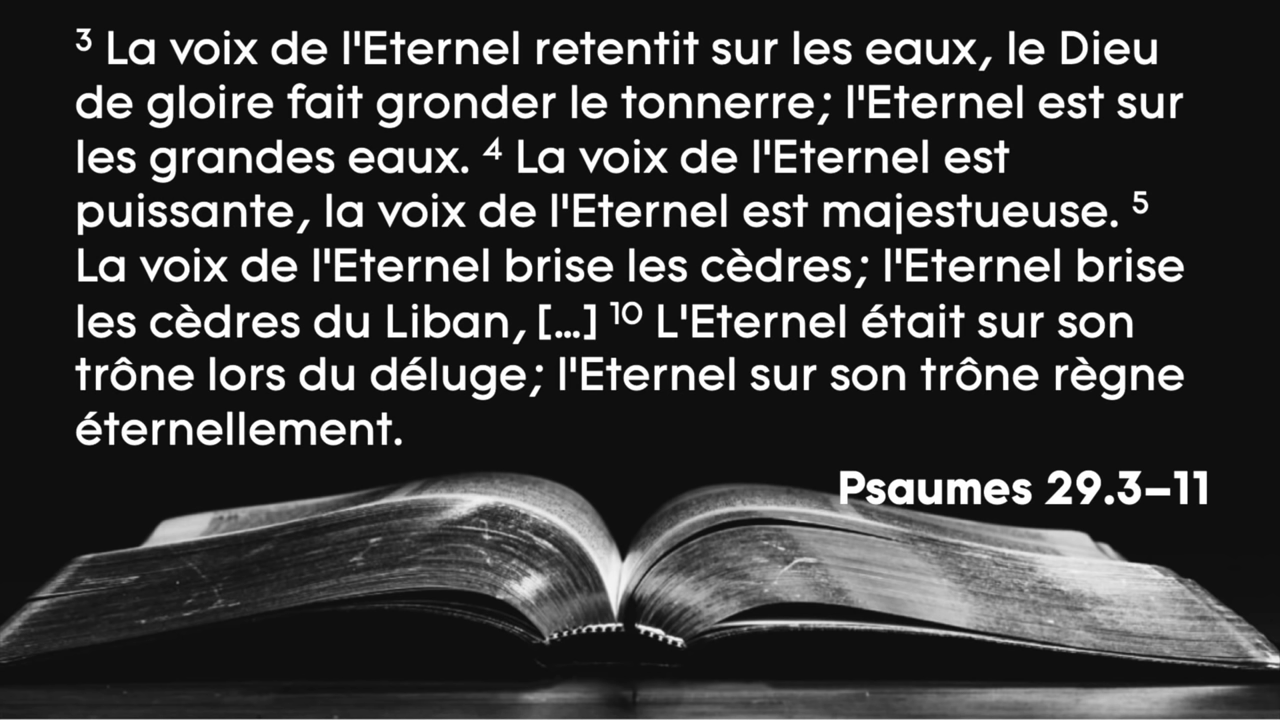 ³ La voix de l'Eternel retentit sur les eaux, le Dieu
de gloire fait gronder le tonnerre; l'Eternel est sur
les grandes eaux. ⁴ La voix de l'Eternel est
puissante, la voix de l'Eternel est majestueuse. ⁵
La voix de l'Eternel brise les cèdres; l'Eternel brise
les cèdres du Liban, [...] ¹⁰ L'Eternel était sur son
trône lors du déluge; l'Eternel sur son trône règne
éternellement.
Psaumes 29.3–11